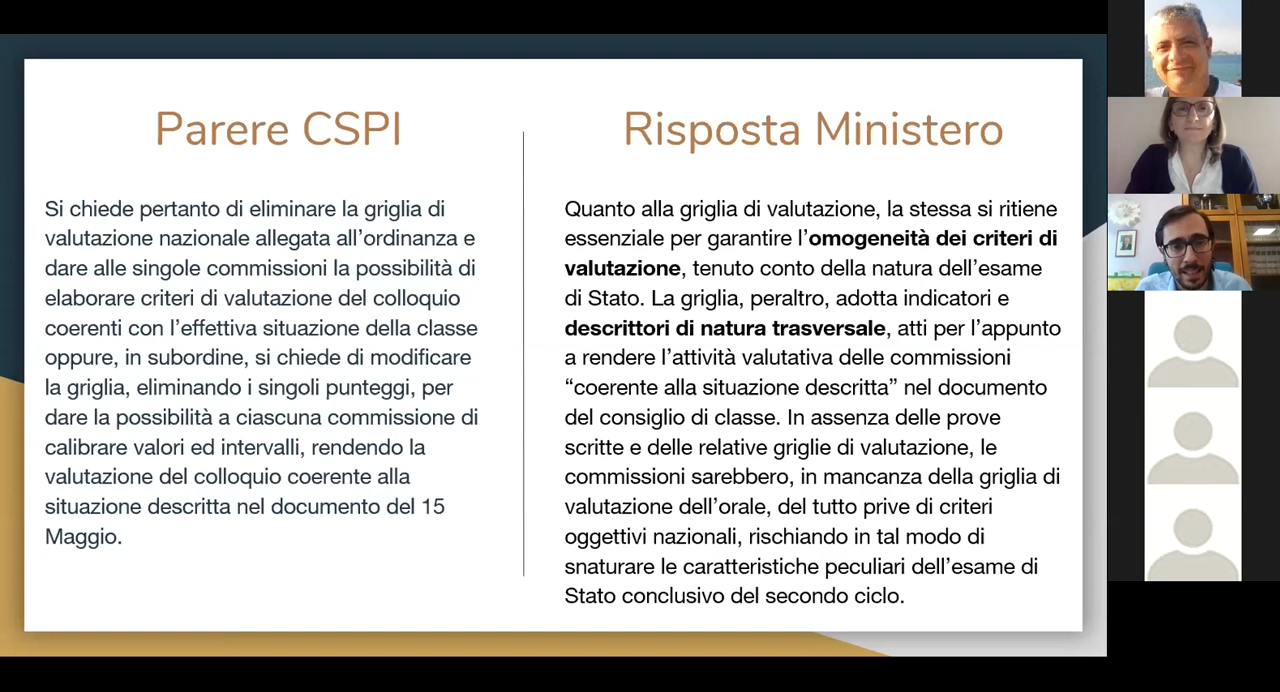 Parere CSPI
Si chiede pertanto di eliminare la griglia di
valutazione nazionale allegata all’ordinanza e
dare alle singole commissioni la possibilità di
elaborare criteri di valutazione del colloquio
coerenti con l’effettiva situazione della classe
oppure, in subordine, si chiede di modificare
la griglia, eliminando i singoli punteggi, per
dare la possibilità a ciascuna commissione di
calibrare valori ed intervalli, rendendo la
valutazione del colloquio coerente alla
situazione descritta nel documento del 15
Maggio.
Risposta Ministero
Quanto alla griglia di valutazione, la stessa si ritiene
essenziale per garantire l’omogeneità dei criteri di
valutazione, tenuto conto della natura dell’esame
di Stato. La griglia, peraltro, adotta indicatori e
descrittori di natura trasversale, atti per l’appunto
a rendere l’attività valutativa delle commissioni
“coerente alla situazione descritta” nel documento
del consiglio di classe. In assenza delle prove
scritte e delle relative griglie di valutazione, le
commissioni sarebbero, in mancanza della griglia di
valutazione dell’orale, del tutto prive di criteri
oggettivi nazionali, rischiando in tal modo di
snaturare le caratteristiche peculiari dell’esame di
Stato conclusivo del secondo ciclo.